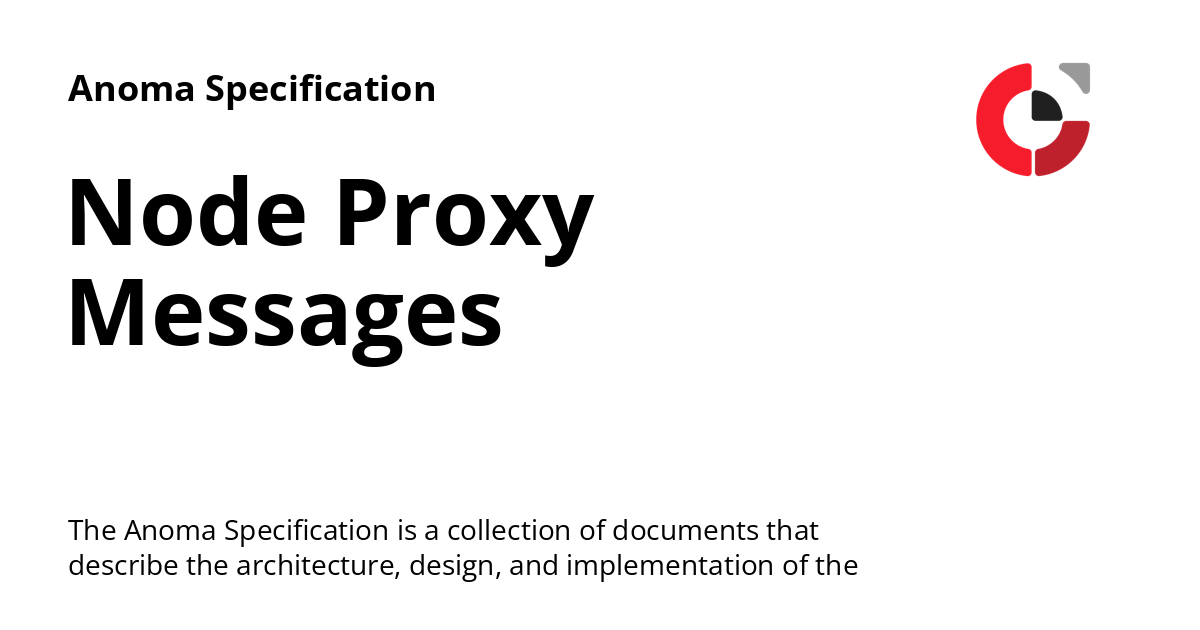 Anoma Specification
Node Proxy
Messages
The Anoma Specification is a collection of documents that
describe the architecture, design, and implementation of the